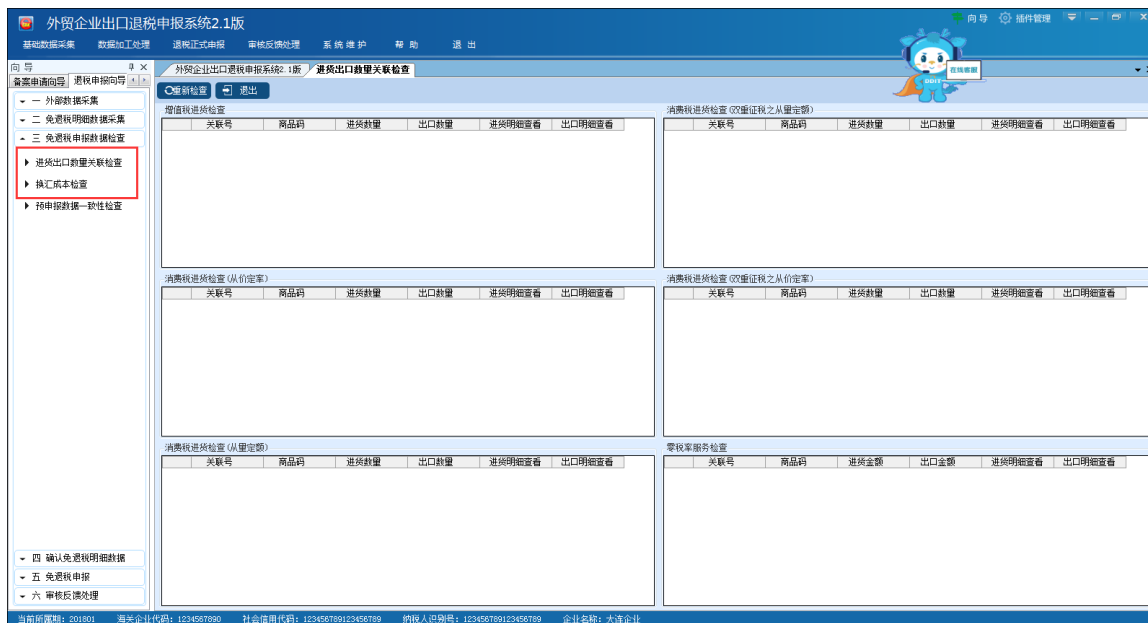 外贸企业出口退税申报系统2.1版
向导 插件管理
基础数据采集 数据加工处理 退税正式申报 审核反馈处理 系统维护 帮助 退出
在线客服
DDIT
向导
备案申请向导 退税申报向导
外贸企业出口退税申报系统2.1版 进货出口数量关联检查
重新检查 退出
一 外部数据采集
二 免退税明细数据采集
三 免退税申报数据检查
进货出口数量关联检查
换汇成本检查
预申报数据一致性检查
四 确认免退税明细数据
五 免退税申报
六 审核反馈处理
增值税进货检查
关联号 商品码 进货数量 出口数量 进货明细查看 出口明细查看
消费税进货检查(双重征税之从量定额)
关联号 商品码 进货数量 出口数量 进货明细查看 出口明细查看
消费税进货检查(从价定率)
关联号 商品码 进货数量 出口数量 进货明细查看 出口明细查看
消费税进货检查(双重征税之从价定率)
关联号 商品码 进货数量 出口数量 进货明细查看 出口明细查看
消费税进货检查(从量定额)
关联号 商品码 进货数量 出口数量 进货明细查看 出口明细查看
零税率服务检查
关联号 商品码 进货金额 出口金额 进货明细查看 出口明细查看
当前所属期: 201801 海关企业代码: 1234567890 社会信用代码: 123456789123456789 纳税人识别号: 123456789123456789 企业名称: 大连企业